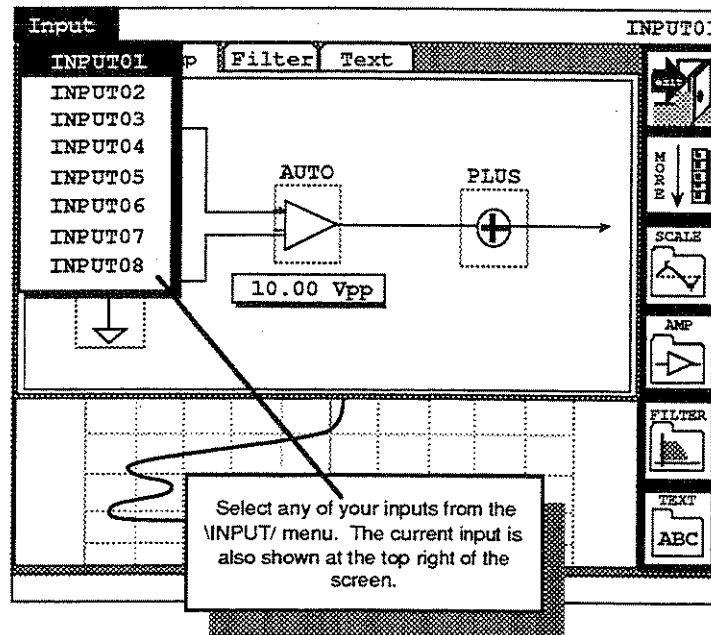 Input
INPUT01
INPUT01
Filter
Text
INPUT02
INPUT03
INPUT04
INPUT05
INPUT06
INPUT07
INPUT08
AUTO
PLUS
10.00 Vpp
MORE
SCALE
AMP
FILTER
TEXT
ABC
Select any of your inputs from the
\INPUT/ menu. The current input is
also shown at the top right of the
screen.